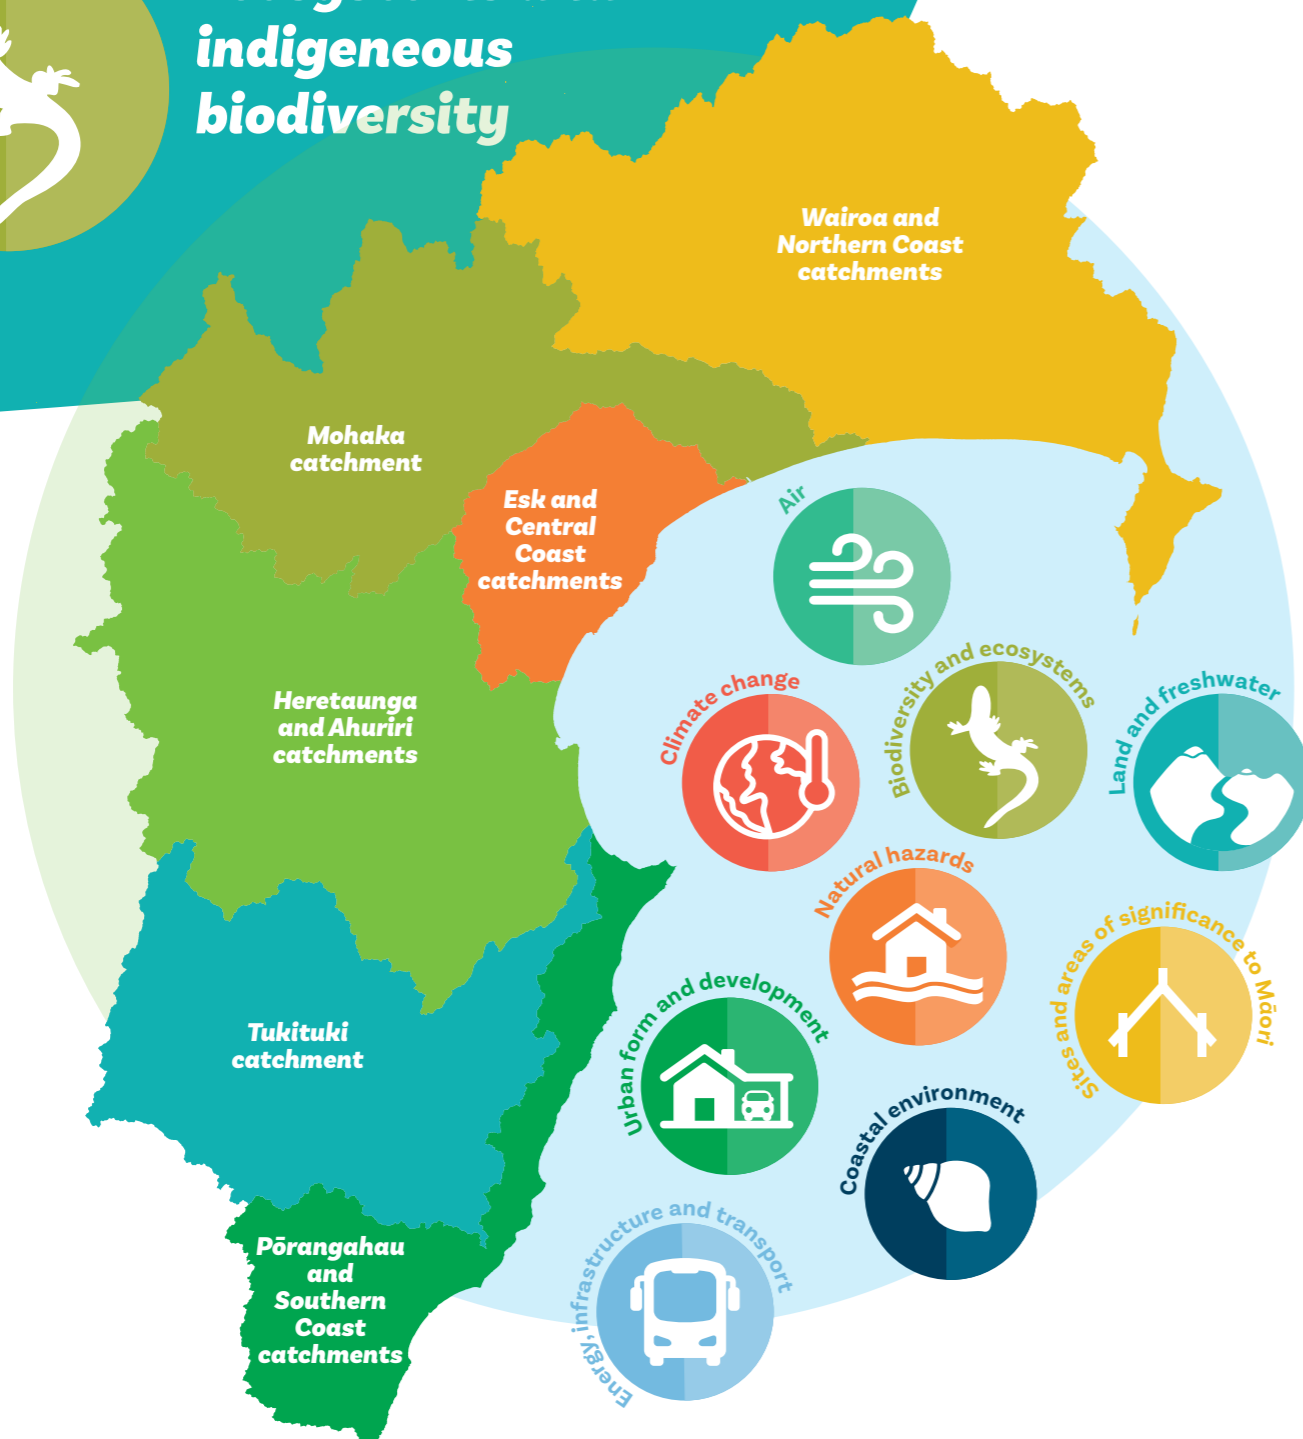 indigeneous
biodiversity
Wairoa and
Northern Coast
catchments
Mohaka
catchment
Esk and
Central
Coast
catchments
Air
Biodiversity and ecosystems
Climate change
Land and freshwater
Heretaunga
and Ahuriri
catchments
Natural hazards
Sites and areas of significance to Māori
Urban form and development
Tukituki
catchment
Coastal environment
Energy, infrastructure and transport
Pōrangahau
and
Southern
Coast
catchments